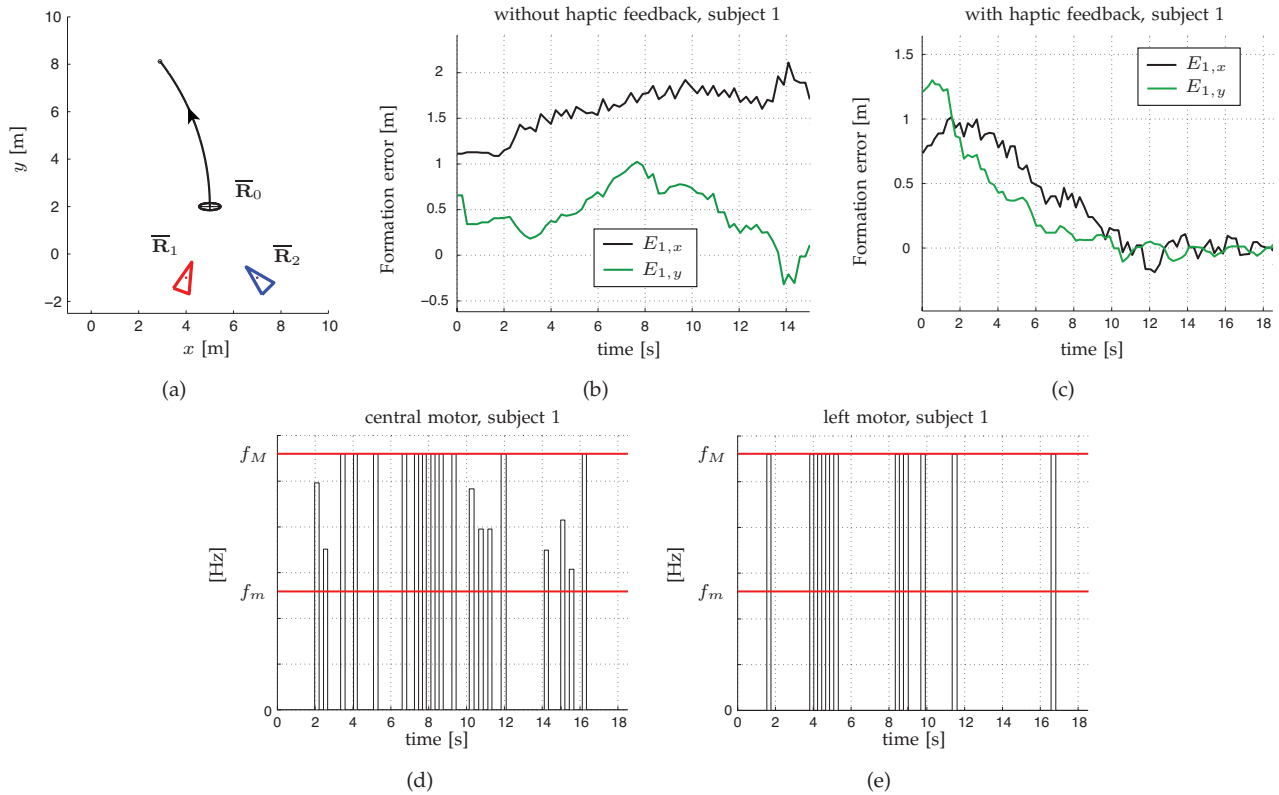 without haptic feedback, subject 1
with haptic feedback, subject 1
10
8
6
4
2
0
−2
y [m]
R̅₀
R̅₁
R̅₂
0 2 4 6 8 10
x [m]
(a)
2
1.5
1
0.5
0
−0.5
Formation error [m]
E₁,ₓ
E₁,y
0 2 4 6 8 10 12 14
time [s]
(b)
1.5
1
0.5
0
Formation error [m]
E₁,ₓ
E₁,y
0 2 4 6 8 10 12 14 16 18
time [s]
(c)
central motor, subject 1
f_M
f_m
0
[Hz]
0 2 4 6 8 10 12 14 16 18
time [s]
(d)
left motor, subject 1
f_M
f_m
0
[Hz]
0 2 4 6 8 10 12 14 16 18
time [s]
(e)